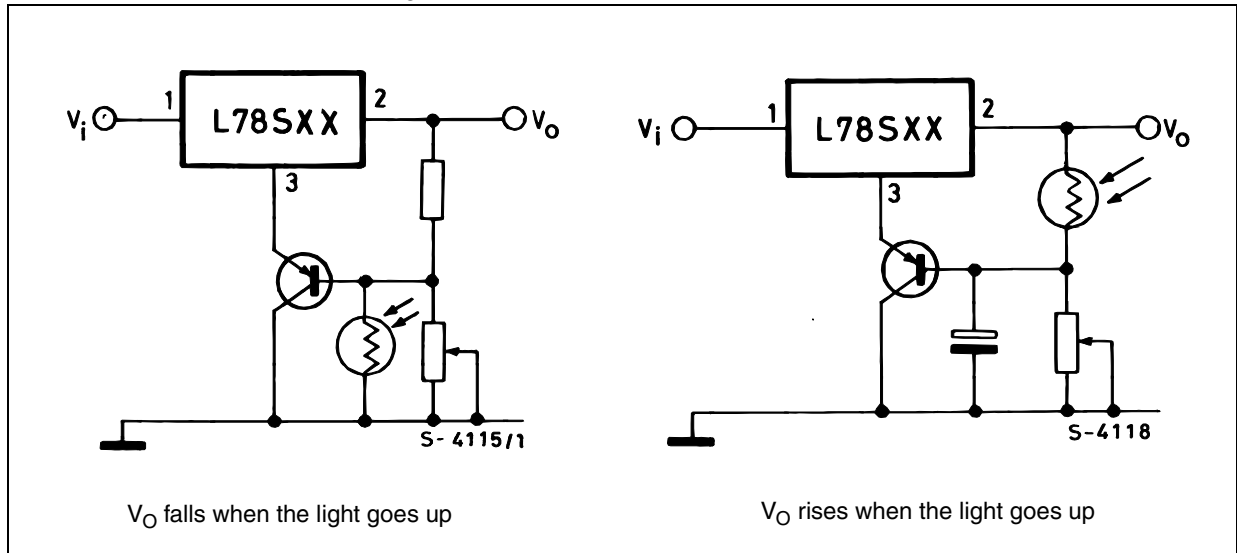 1
L78SXX
2
Vi
Vo
3
S-4115/1
VO falls when the light goes up
1
L78SXX
2
Vi
Vo
3
S-4118
VO rises when the light goes up